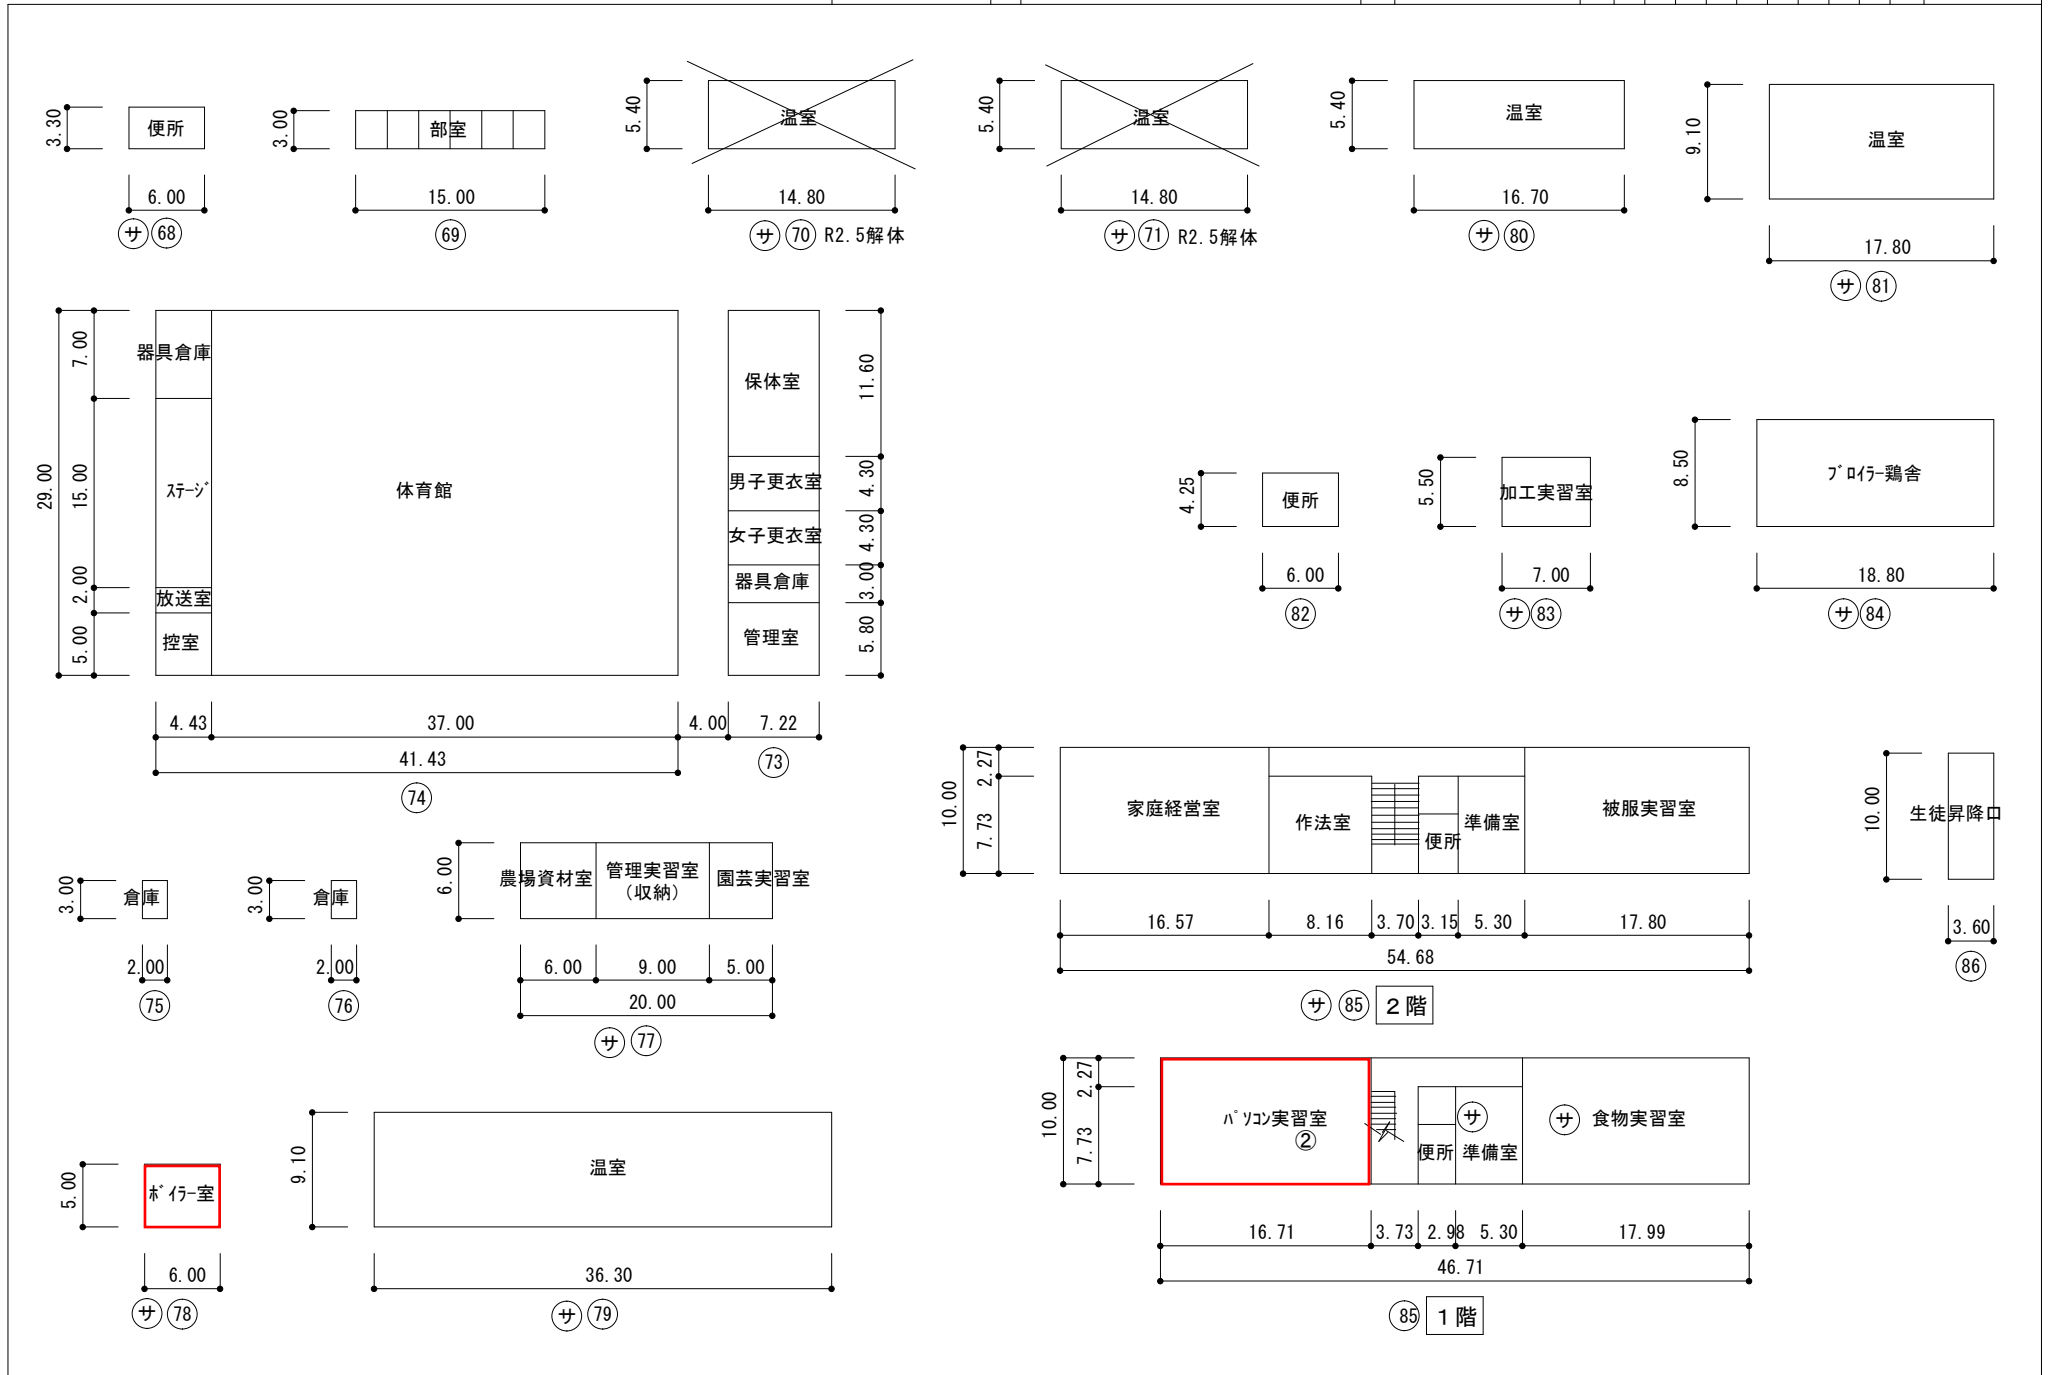 3.30
便所
6.00
サ 68
3.00
部室
15.00
69
5.40
温室
14.80
サ 70 R2.5解体
5.40
温室
14.80
サ 71 R2.5解体
5.40
温室
16.70
サ 80
9.10
温室
17.80
サ 81
29.00
7.00
15.00
2.00
5.00
器具倉庫
ステージ
放送室
控室
体育館
4.43
37.00
4.00
7.22
41.43
74
73
保体室
男子更衣室
女子更衣室
器具倉庫
管理室
11.60
4.30
4.30
3.00
5.80
4.25
便所
6.00
82
5.50
加工実習室
7.00
サ 83
8.50
ブロイラー鶏舎
18.80
サ 84
3.00
倉庫
2.00
75
3.00
倉庫
2.00
76
6.00
農場資材室
管理実習室
(収納)
園芸実習室
6.00
9.00
5.00
20.00
サ 77
10.00
2.27
7.73
家庭経営室
作法室
便所
準備室
被服実習室
16.57
8.16
3.70
3.15
5.30
17.80
54.68
サ 85 2階
10.00
生徒昇降口
3.60
86
5.00
ボイラー室
6.00
サ 78
9.10
温室
36.30
サ 79
10.00
2.27
7.73
パソコン実習室
②
便所
サ
準備室
サ 食物実習室
16.71
3.73
2.98
5.30
17.99
46.71
85 1階